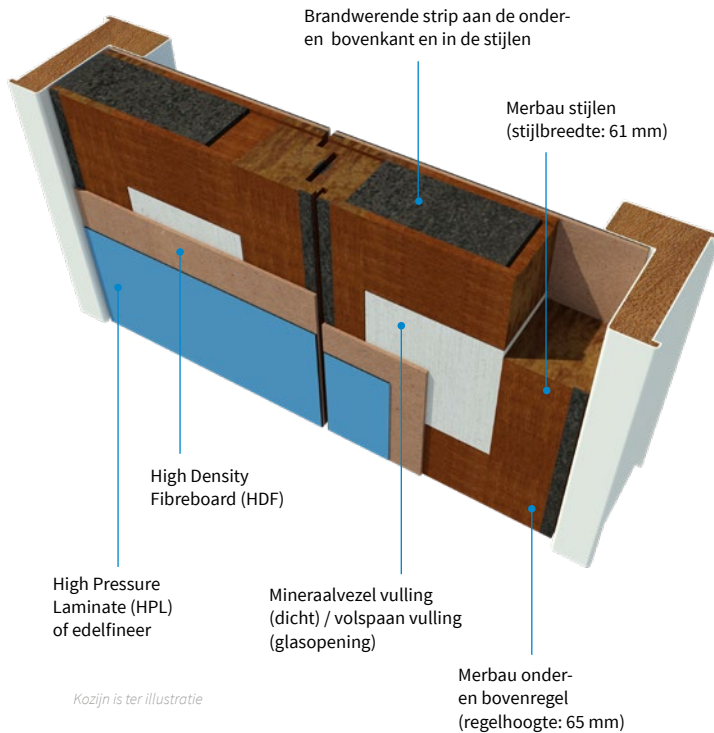 Brandwerende strip aan de onder-
en bovenkant en in de stijlen
Merbau stijlen
(stijlbreedte: 61 mm)
High Density
Fibreboard (HDF)
High Pressure
Laminate (HPL)
of edelfineer
Mineraalvezel vulling
(dicht) / volspaan vulling
(glasopening)
Merbau onder-
en bovenregel
(regelhoogte: 65 mm)
Kozijn is ter illustratie